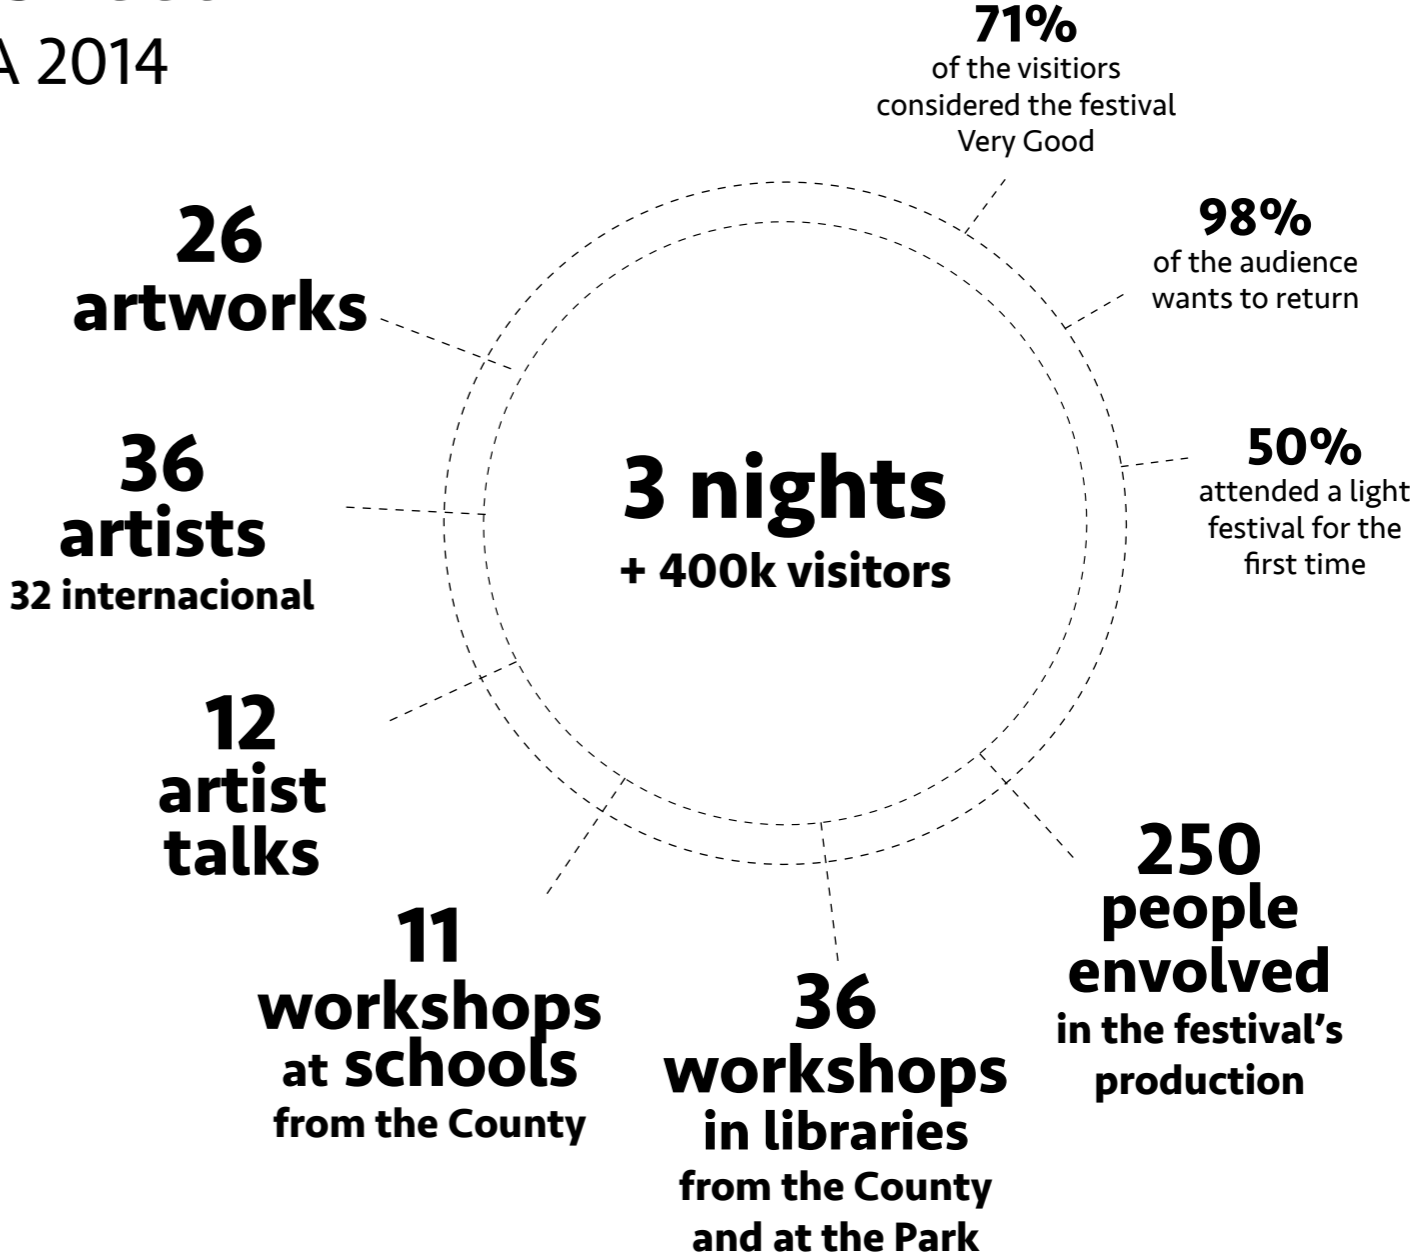 A 2014
71%
of the visitiors
considered the festival
Very Good
98%
of the audience
wants to return
50%
attended a light
festival for the
first time
26
artworks
36
artists
32 internacional
3 nights
+ 400k visitors
12
artist
talks
11
workshops
at schools
from the County
36
workshops
in libraries
from the County
and at the Park
250
people
envolved
in the festival's
production